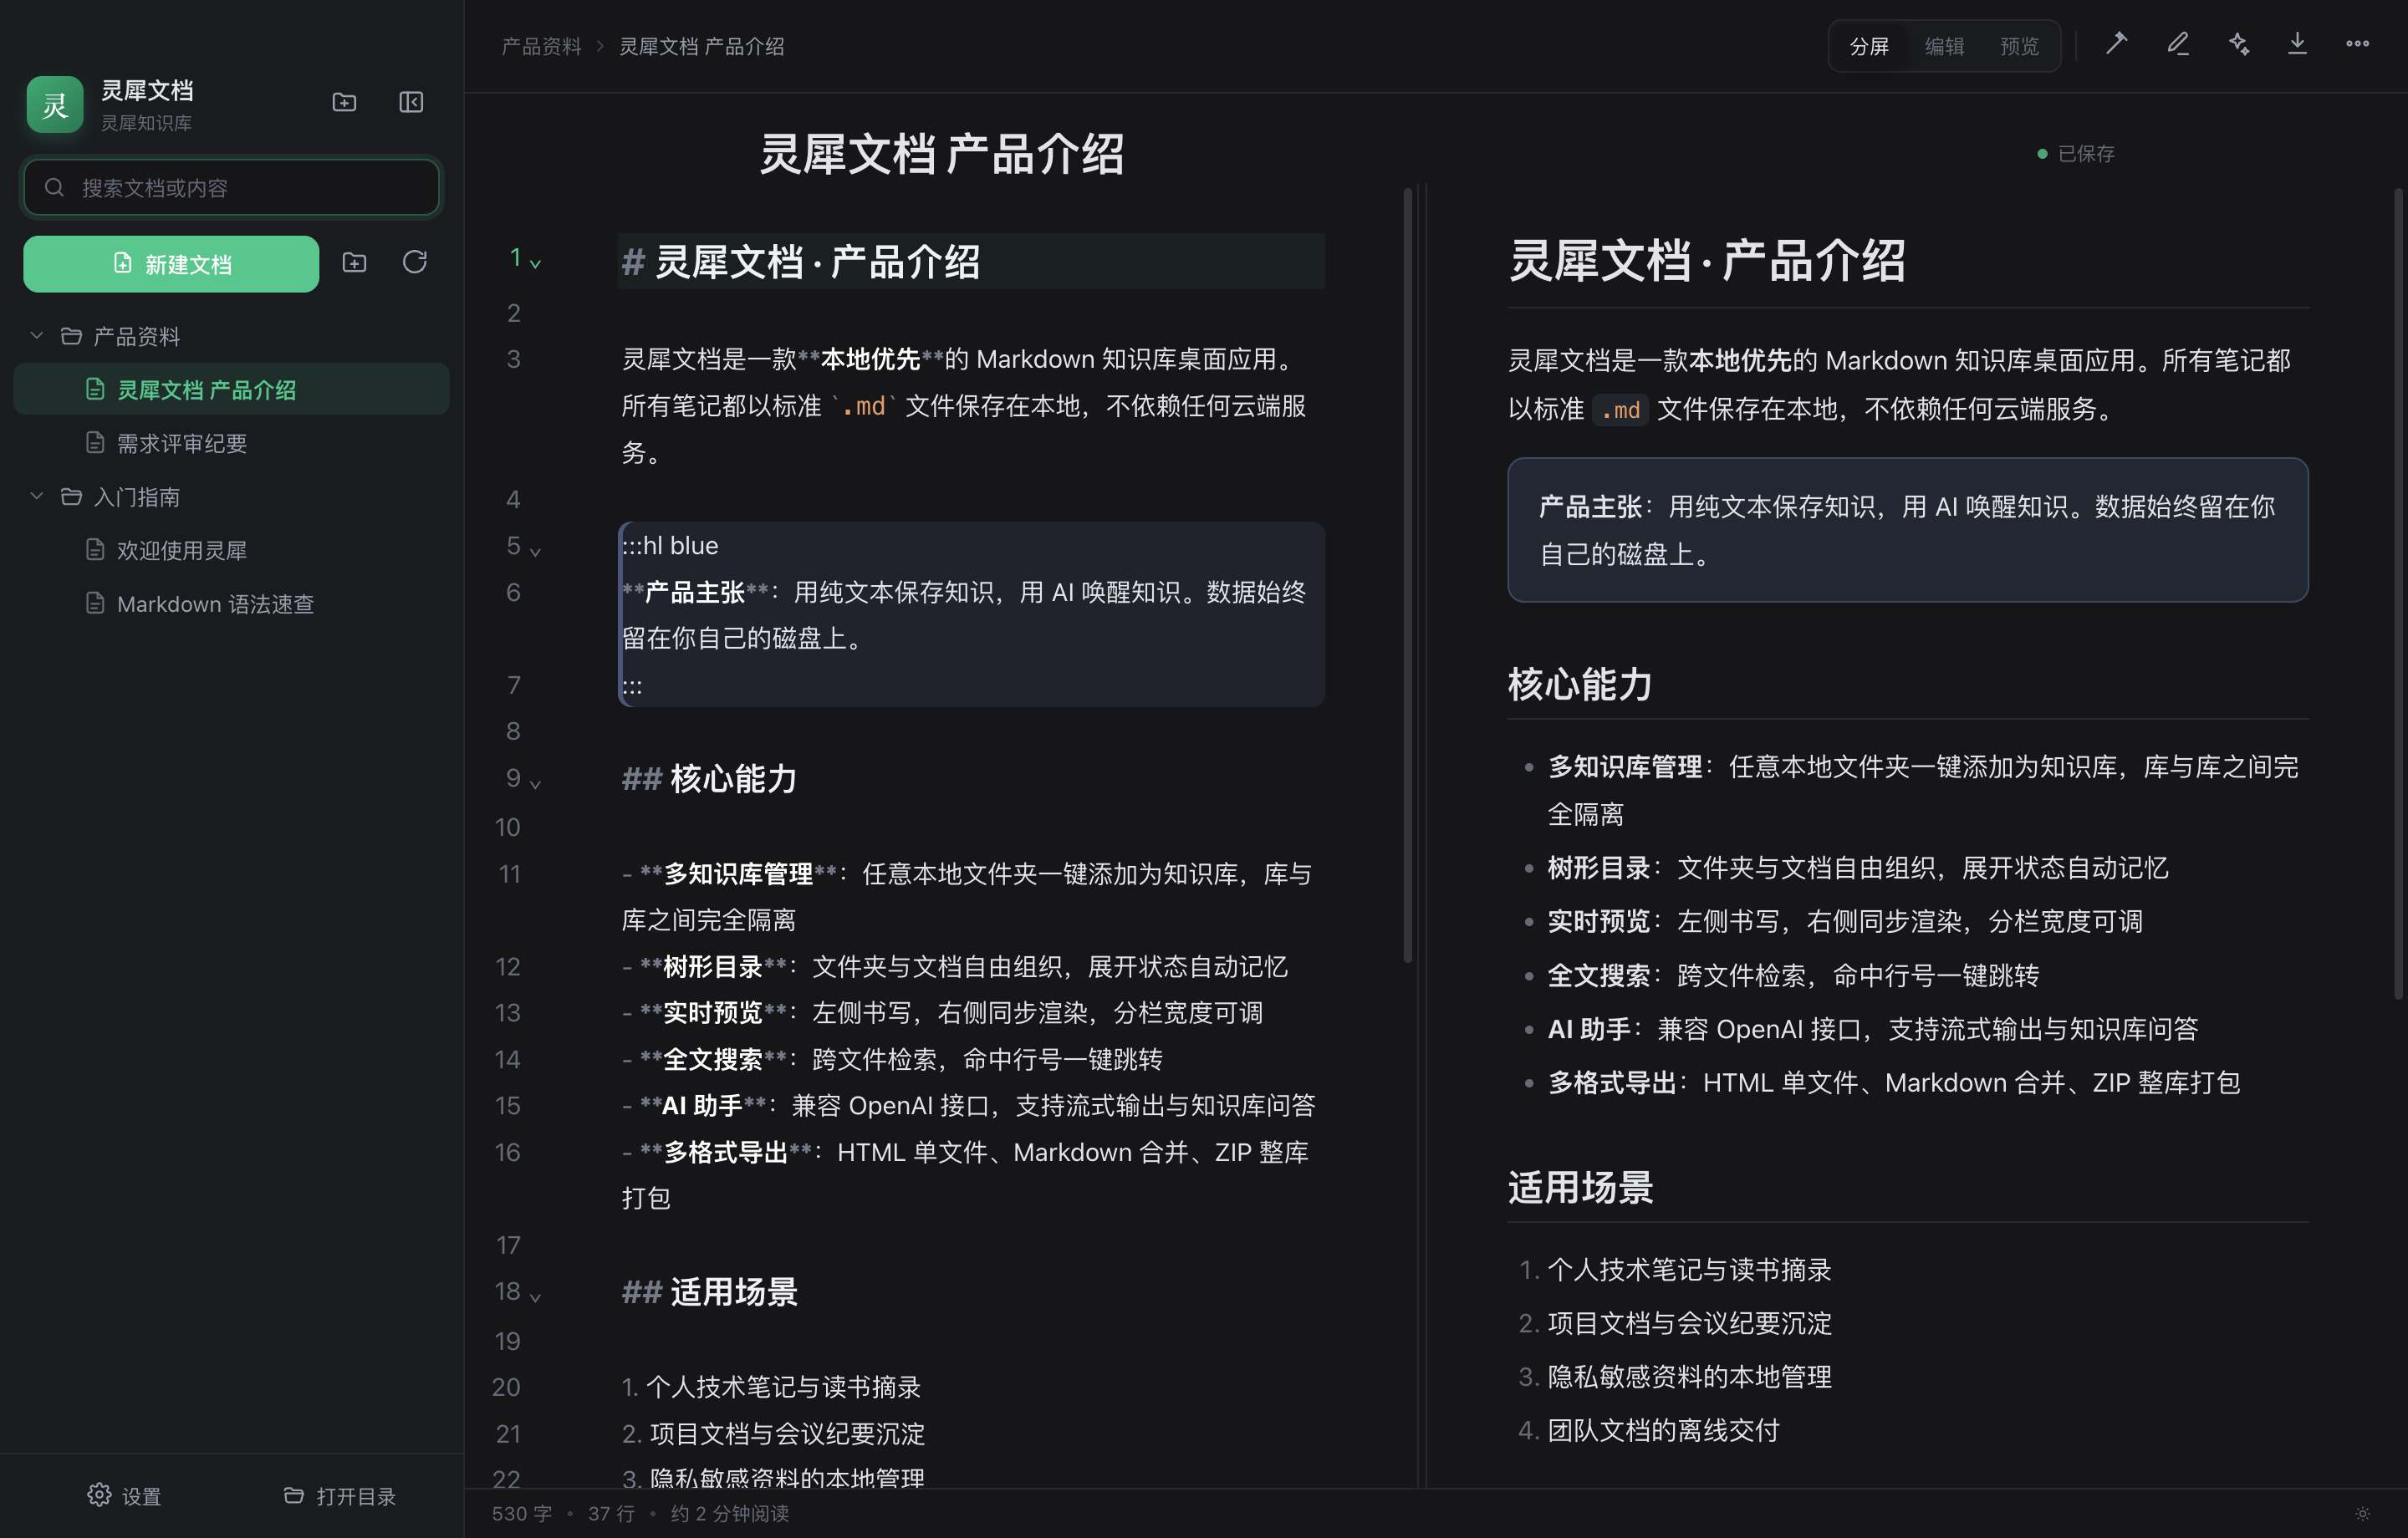 灵
灵犀文档
灵犀知识库
搜索文档或内容
新建文档
产品资料
灵犀文档 产品介绍
需求评审纪要
入门指南
欢迎使用灵犀
Markdown 语法速查
设置
打开目录
产品资料 > 灵犀文档 产品介绍
分屏 编辑 预览
灵犀文档 产品介绍
已保存
1 # 灵犀文档 · 产品介绍
2
3 灵犀文档是一款**本地优先**的 Markdown 知识库桌面应用。
所有笔记都以标准 `.md` 文件保存在本地，不依赖任何云端服
务。
4
5 :::hl blue
6 **产品主张**：用纯文本保存知识，用 AI 唤醒知识。数据始终
留在你自己的磁盘上。
7 :::
8
9 ## 核心能力
10
11 - **多知识库管理**：任意本地文件夹一键添加为知识库，库与
库之间完全隔离
12 - **树形目录**：文件夹与文档自由组织，展开状态自动记忆
13 - **实时预览**：左侧书写，右侧同步渲染，分栏宽度可调
14 - **全文搜索**：跨文件检索，命中行号一键跳转
15 - **AI 助手**：兼容 OpenAI 接口，支持流式输出与知识库问答
16 - **多格式导出**：HTML 单文件、Markdown 合并、ZIP 整库
打包
17
18 ## 适用场景
19
20 1. 个人技术笔记与读书摘录
21 2. 项目文档与会议纪要沉淀
22 3. 隐私敏感资料的本地管理
灵犀文档 · 产品介绍
灵犀文档是一款本地优先的 Markdown 知识库桌面应用。所有笔记都
以标准 .md 文件保存在本地，不依赖任何云端服务。
产品主张：用纯文本保存知识，用 AI 唤醒知识。数据始终留在你
自己的磁盘上。
核心能力
• 多知识库管理：任意本地文件夹一键添加为知识库，库与库之间完
全隔离
• 树形目录：文件夹与文档自由组织，展开状态自动记忆
• 实时预览：左侧书写，右侧同步渲染，分栏宽度可调
• 全文搜索：跨文件检索，命中行号一键跳转
• AI 助手：兼容 OpenAI 接口，支持流式输出与知识库问答
• 多格式导出：HTML 单文件、Markdown 合并、ZIP 整库打包
适用场景
1. 个人技术笔记与读书摘录
2. 项目文档与会议纪要沉淀
3. 隐私敏感资料的本地管理
4. 团队文档的离线交付
530 字 • 37 行 • 约 2 分钟阅读